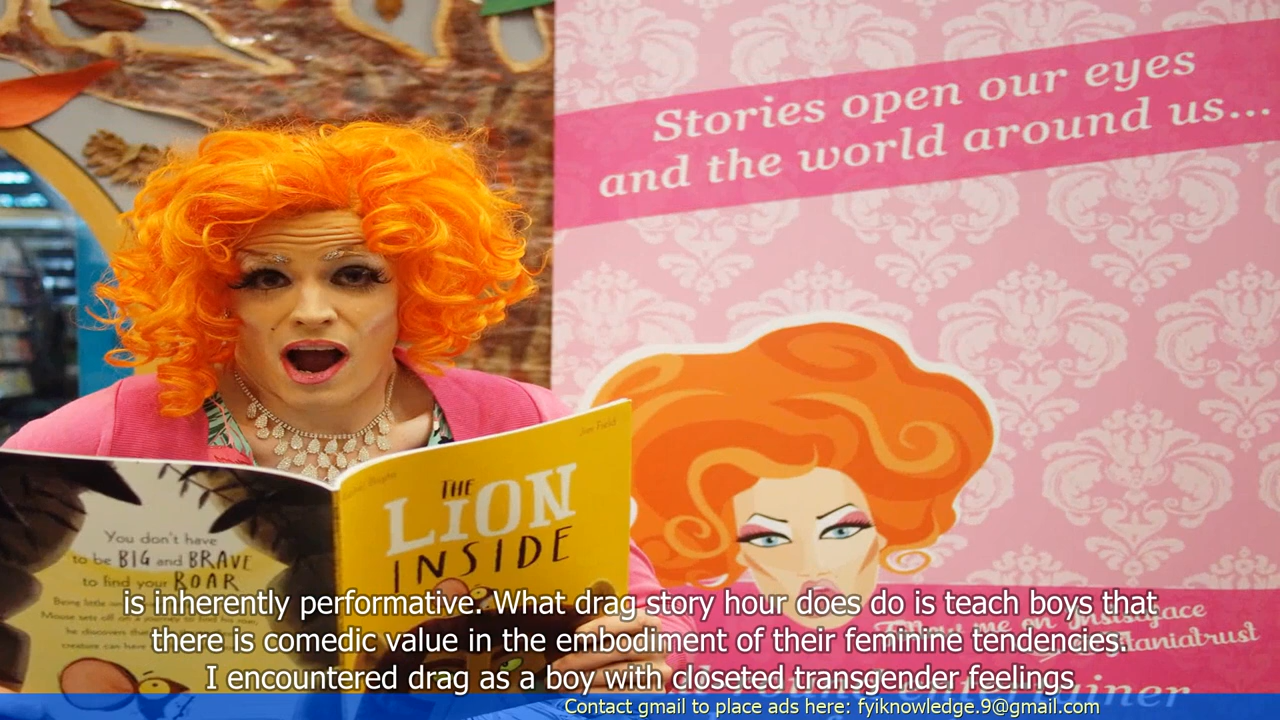 Stories open our eyes
and the world around us...
Jim Field
THE
LION
INSIDE
You don't have
to be BIG and BRAVE
to find your ROAR
is inherently performative. What drag story hour does do is teach boys that
there is comedic value in the embodiment of their feminine tendencies.
I encountered drag as a boy with closeted transgender feelings
Contact gmail to place ads here: fyiknowledge.9@gmail.com